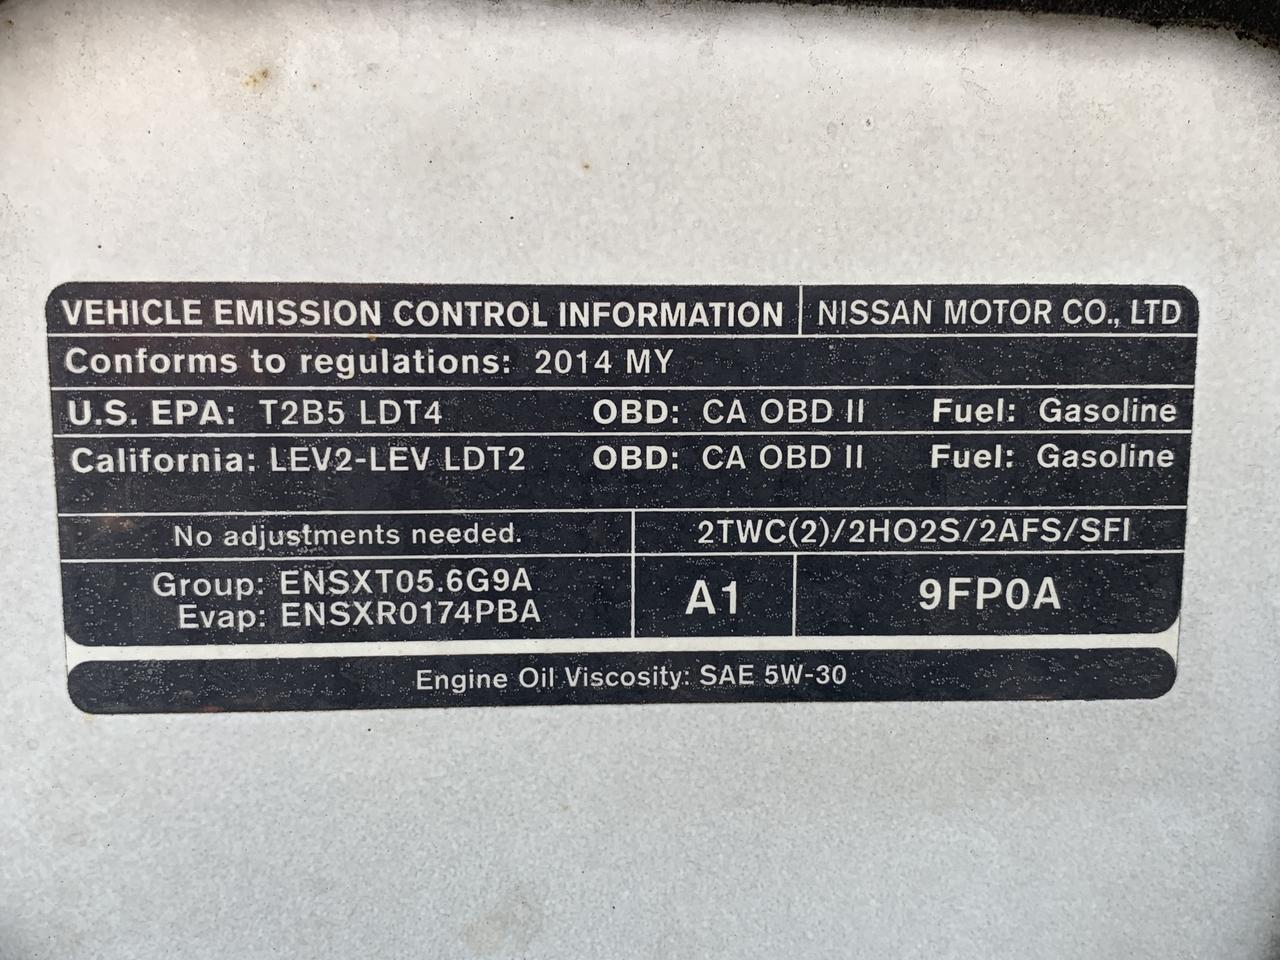 VEHICLE EMISSION CONTROL INFORMATION NISSAN MOTOR CO., LTD
Conforms to regulations: 2014 MY
U.S. EPA: T2B5 LDT4 OBD: CA OBD II Fuel: Gasoline
California: LEV2-LEV LDT2 OBD: CA OBD II Fuel: Gasoline
No adjustments needed. 2TWC(2)/2HO2S/2AFS/SFI
Group: ENSXT05.6G9A
Evap: ENSXR0174PBA
A1 9FP0A
Engine Oil Viscosity: SAE 5W-30